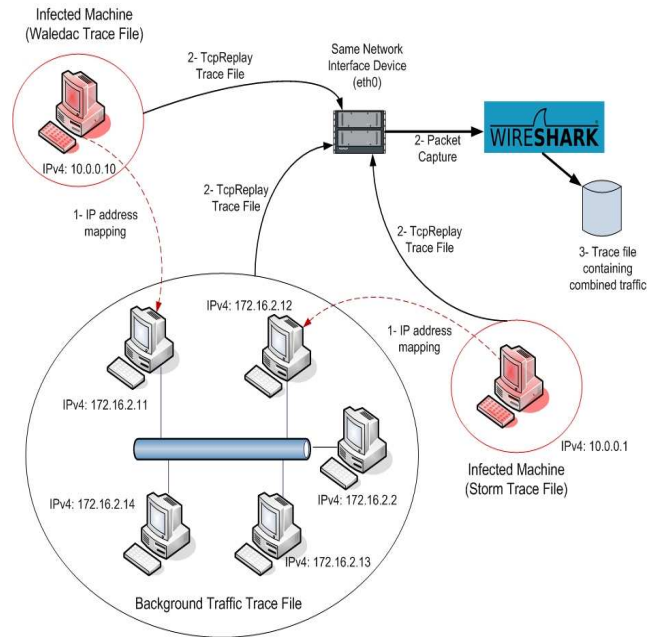 Infected Machine
(Waledac Trace File)
IPv4: 10.0.0.10
2- TcpReplay
Trace File
Same Network
Interface Device
(eth0)
2- Packet
Capture
WIRESHARK
3- Trace file
containing
combined traffic
1- IP address
mapping
2- TcpReplay
Trace File
2- TcpReplay
Trace File
1- IP address
mapping
IPv4: 10.0.0.1
Infected Machine
(Storm Trace File)
IPv4: 172.16.2.12
IPv4: 172.16.2.11
IPv4: 172.16.2.2
IPv4: 172.16.2.14
IPv4: 172.16.2.13
Background Traffic Trace File